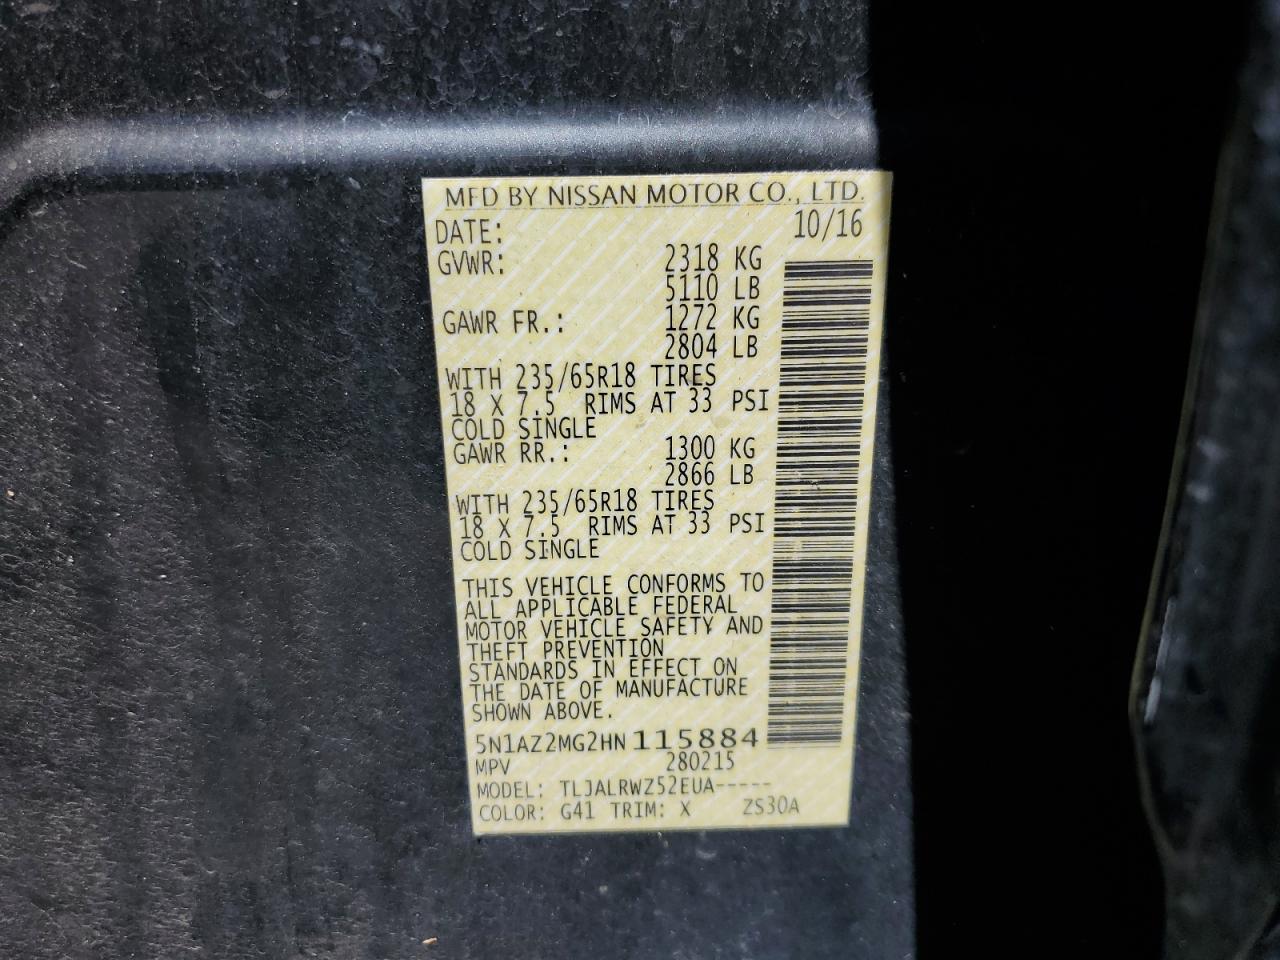 MFD BY NISSAN MOTOR CO., LTD.
DATE: 10/16
GVWR: 2318 KG
5110 LB
GAWR FR.: 1272 KG
2804 LB
WITH 235/65R18 TIRES
18 X 7.5 RIMS AT 33 PSI
COLD SINGLE
GAWR RR.: 1300 KG
2866 LB
WITH 235/65R18 TIRES
18 X 7.5 RIMS AT 33 PSI
COLD SINGLE
THIS VEHICLE CONFORMS TO
ALL APPLICABLE FEDERAL
MOTOR VEHICLE SAFETY AND
THEFT PREVENTION
STANDARDS IN EFFECT ON
THE DATE OF MANUFACTURE
SHOWN ABOVE.
5N1AZ2MG2HN115884
MPV 280215
MODEL: TLJALRWZ52EUA-----
COLOR: G41 TRIM: X ZS30A